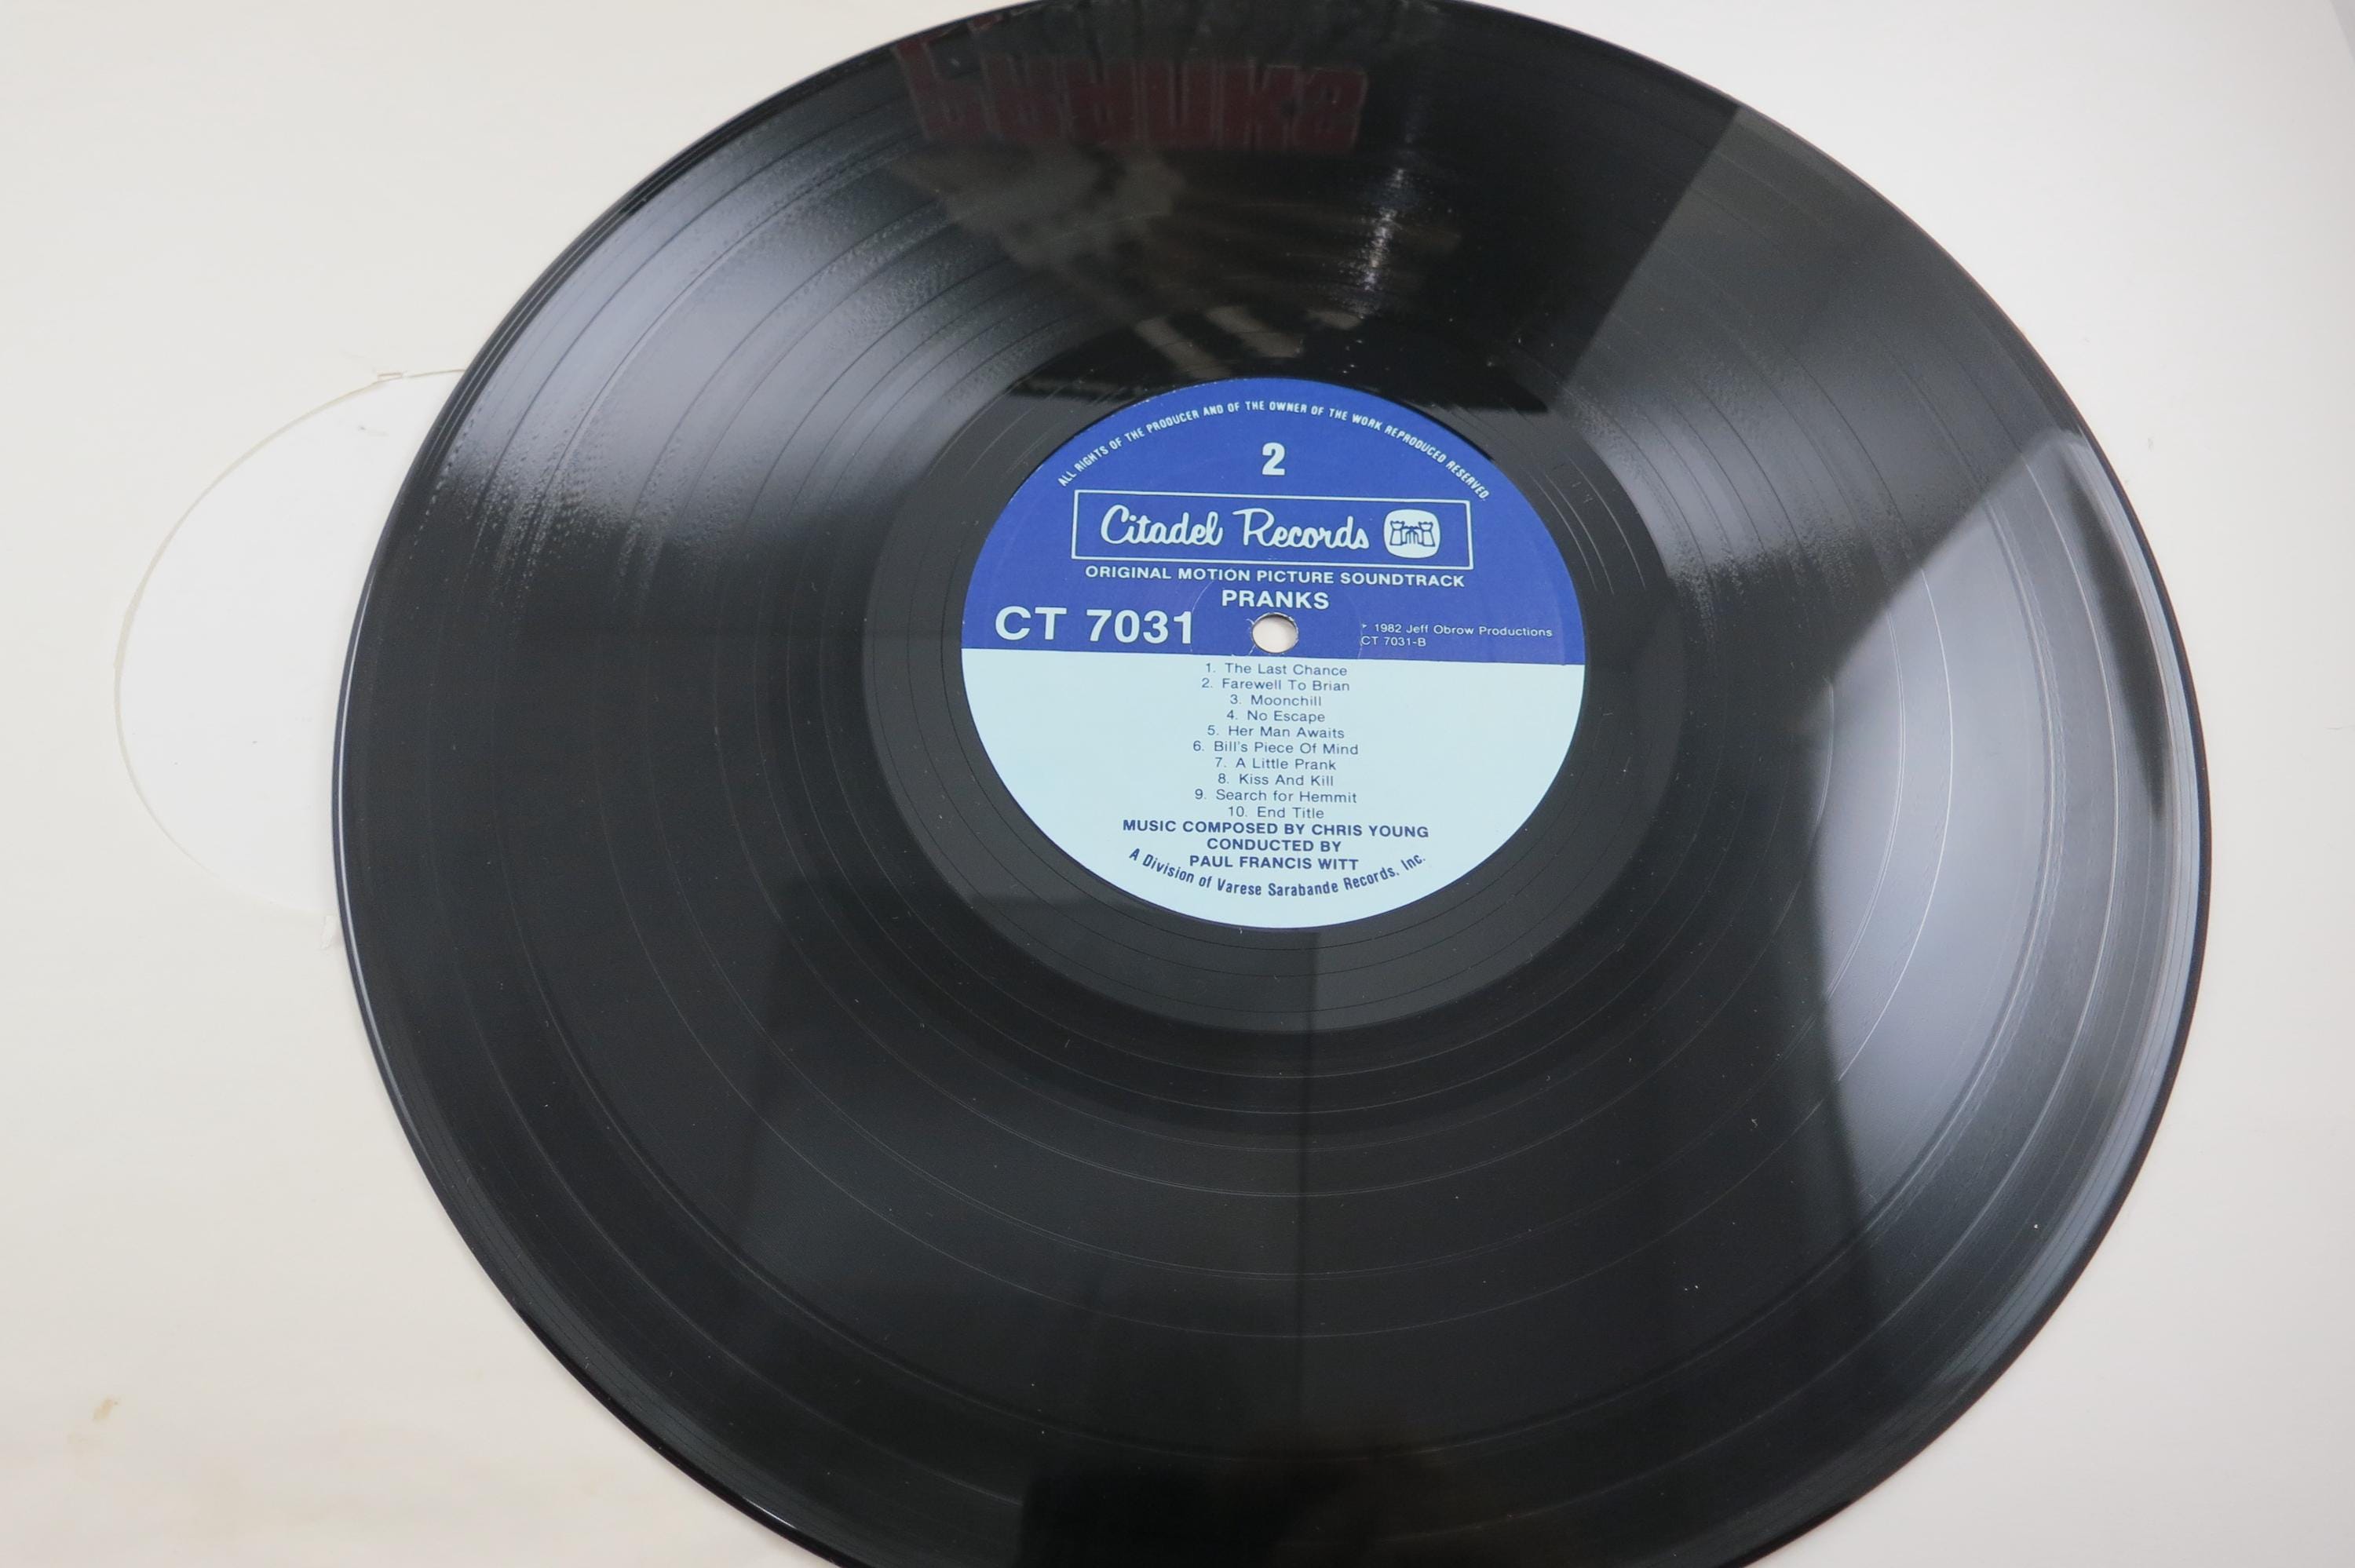 ALL RIGHTS OF THE PRODUCER AND OF THE OWNER OF THE WORK REPRODUCED RESERVED.
2
Citadel Records
ORIGINAL MOTION PICTURE SOUNDTRACK
PRANKS
CT 7031
1982 Jeff Obrow Productions
CT 7031-B
1. The Last Chance
2. Farewell To Brian
3. Moonchill
4. No Escape
5. Her Man Awaits
6. Bill's Piece Of Mind
7. A Little Prank
8. Kiss And Kill
9. Search for Hemmit
10. End Title
MUSIC COMPOSED BY CHRIS YOUNG
CONDUCTED BY
PAUL FRANCIS WITT
A Division of Varese Sarabande Records, Inc.